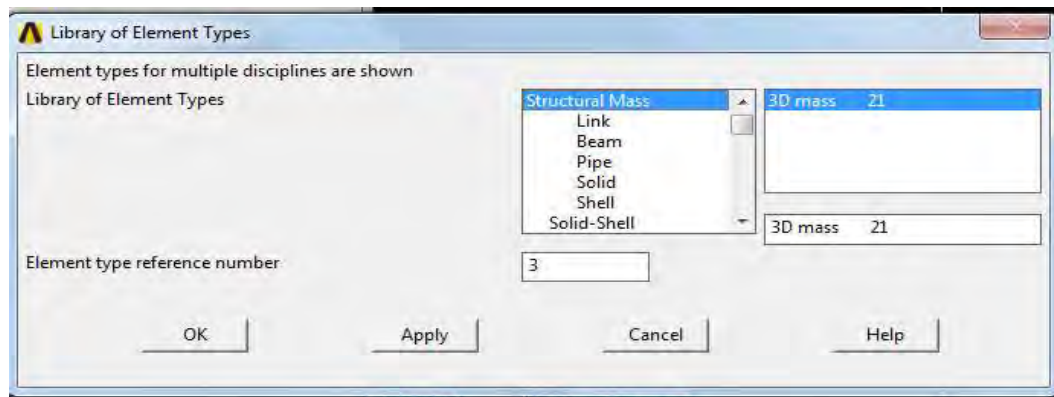 Library of Element Types
Element types for multiple disciplines are shown
Library of Element Types
Structural Mass
Link
Beam
Pipe
Solid
Shell
Solid-Shell
3D mass 21
3D mass 21
Element type reference number
3
OK Apply Cancel Help